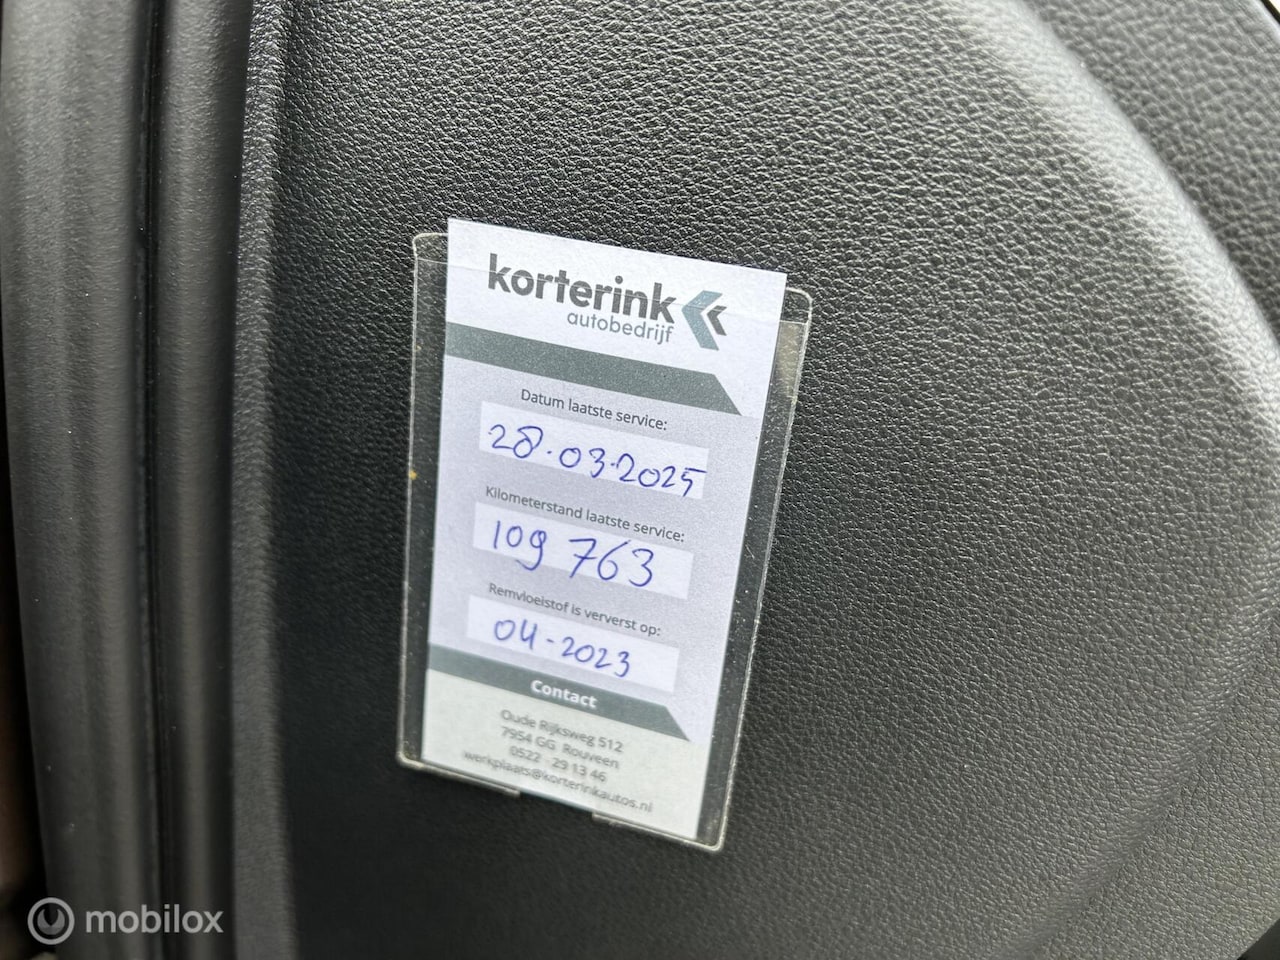 korterink
autobedrijf
Datum laatste service:
28.03.2025
Kilometerstand laatste service:
109 763
Remvloeistof is ververst op:
04-2023
Contact
Oude Rijksweg 512
7954 GG Rouveen
0522 - 29 13 46
werkplaats@korterinkautos.nl
mobilox